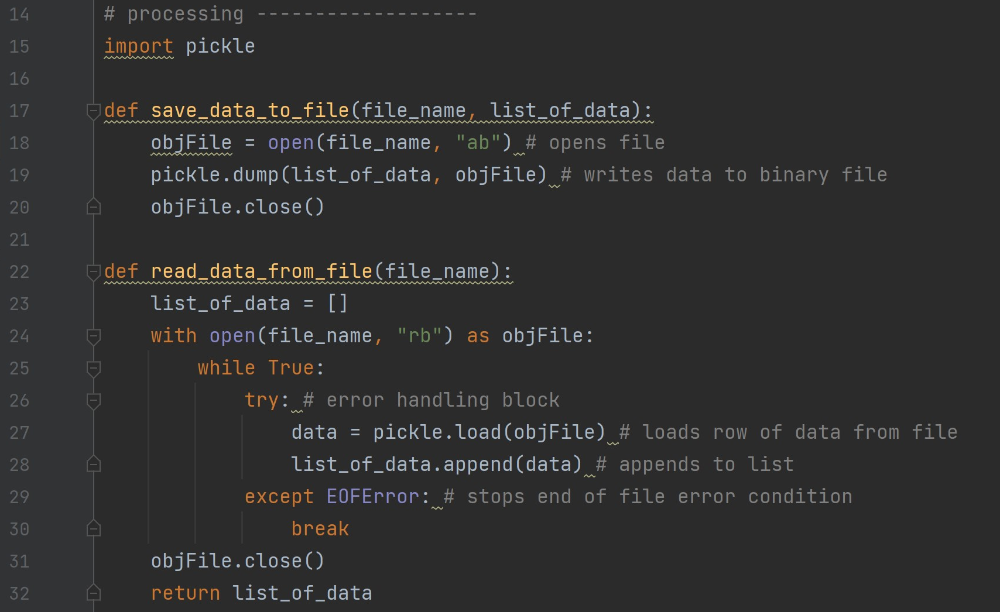 14 # processing -------------------
15 import pickle
16
17 def save_data_to_file(file_name, list_of_data):
18     objFile = open(file_name, "ab") # opens file
19     pickle.dump(list_of_data, objFile) # writes data to binary file
20     objFile.close()
21
22 def read_data_from_file(file_name):
23     list_of_data = []
24     with open(file_name, "rb") as objFile:
25         while True:
26             try: # error handling block
27                 data = pickle.load(objFile) # loads row of data from file
28                 list_of_data.append(data) # appends to list
29             except EOFError: # stops end of file error condition
30                 break
31     objFile.close()
32     return list_of_data